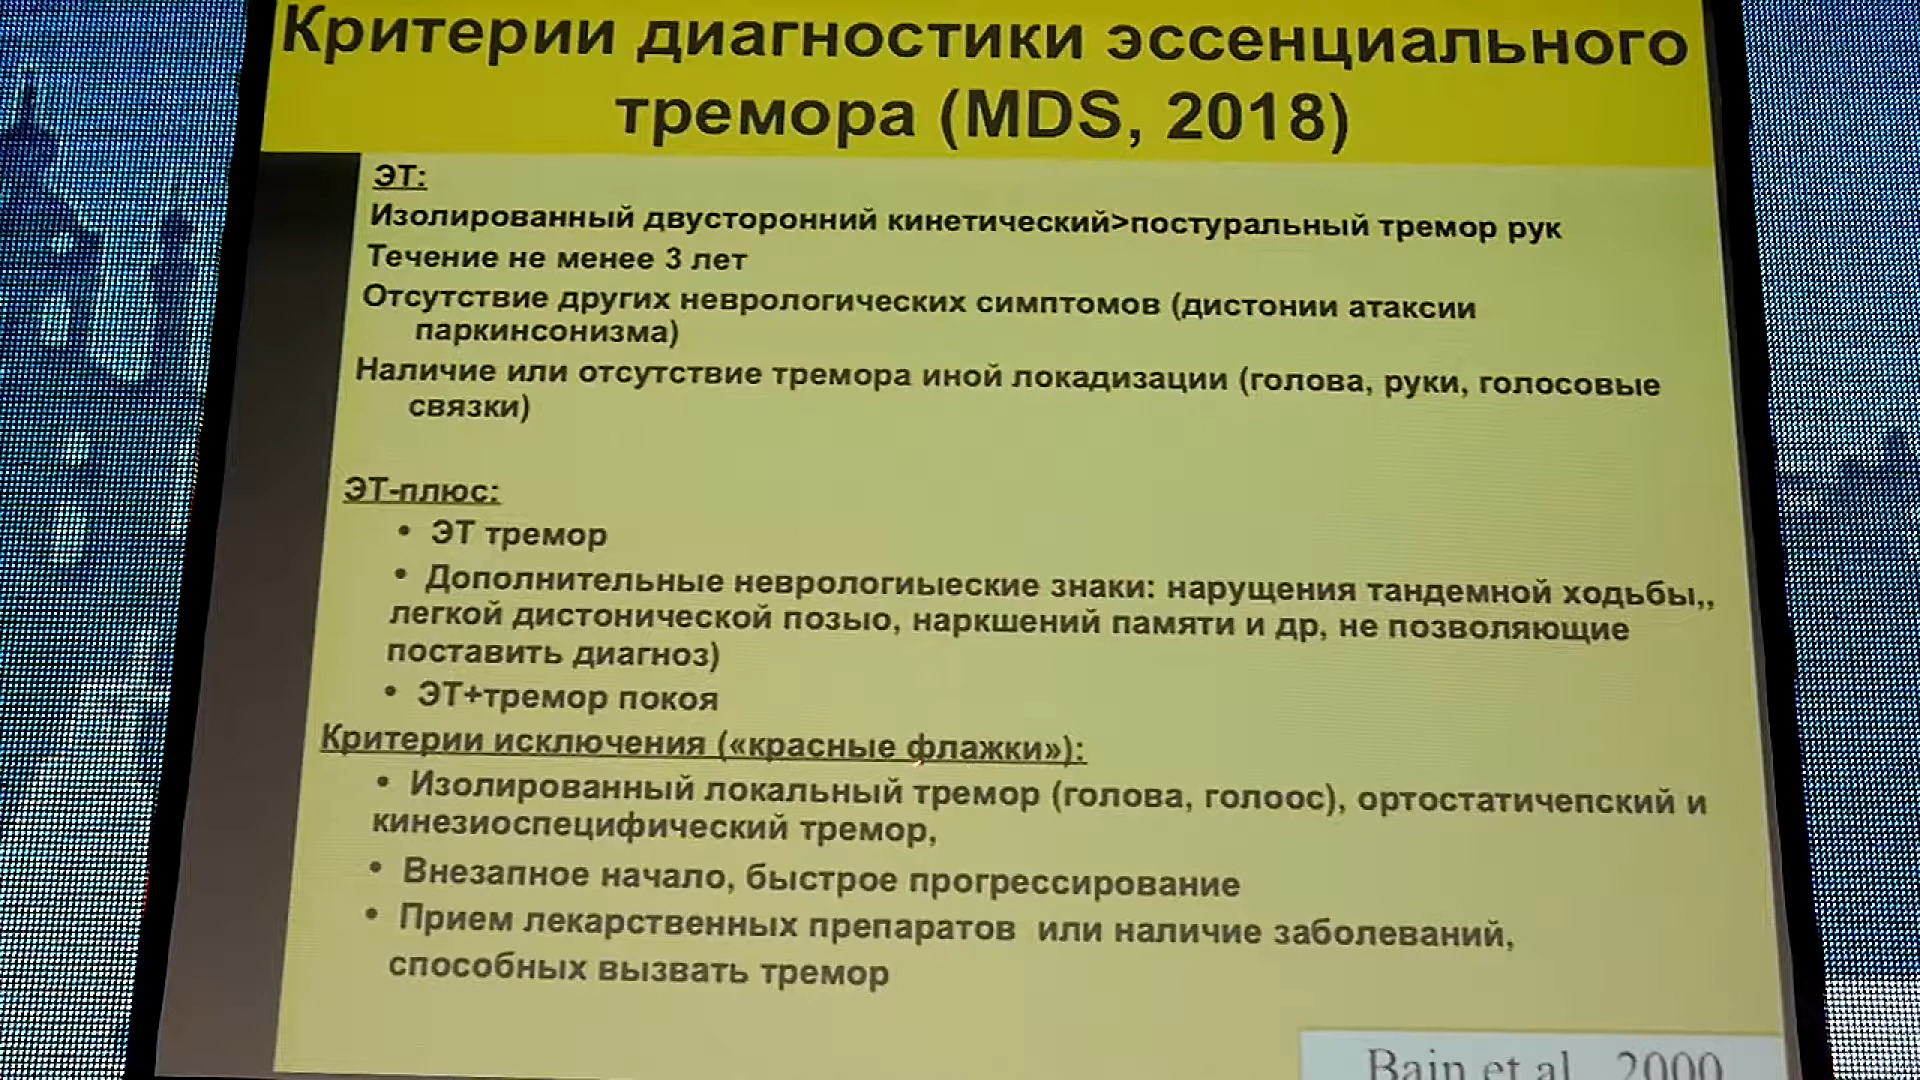 Критерии диагностики эссенциального
тремора (MDS, 2018)
ЭТ:
Изолированный двусторонний кинетический>постуральный тремор рук
Течение не менее 3 лет
Отсутствие других неврологических симптомов (дистонии атаксии
паркинсонизма)
Наличие или отсутствие тремора иной локадизации (голова, руки, голосовые
связки)
ЭТ-плюс:
• ЭТ тремор
• Дополнительные неврологиыеские знаки: нарущения тандемной ходьбы,,
легкой дистонической позыо, наркшений памяти и др, не позволяющие
поставить диагноз)
• ЭТ+тремор покоя
Критерии исключения («красные флажки»):
• Изолированный локальный тремор (голова, голоос), ортостатичепский и
кинезиоспецифический тремор,
• Внезапное начало, быстрое прогрессирование
• Прием лекарственных препаратов или наличие заболеваний,
способных вызвать тремор
Bain et al., 2000